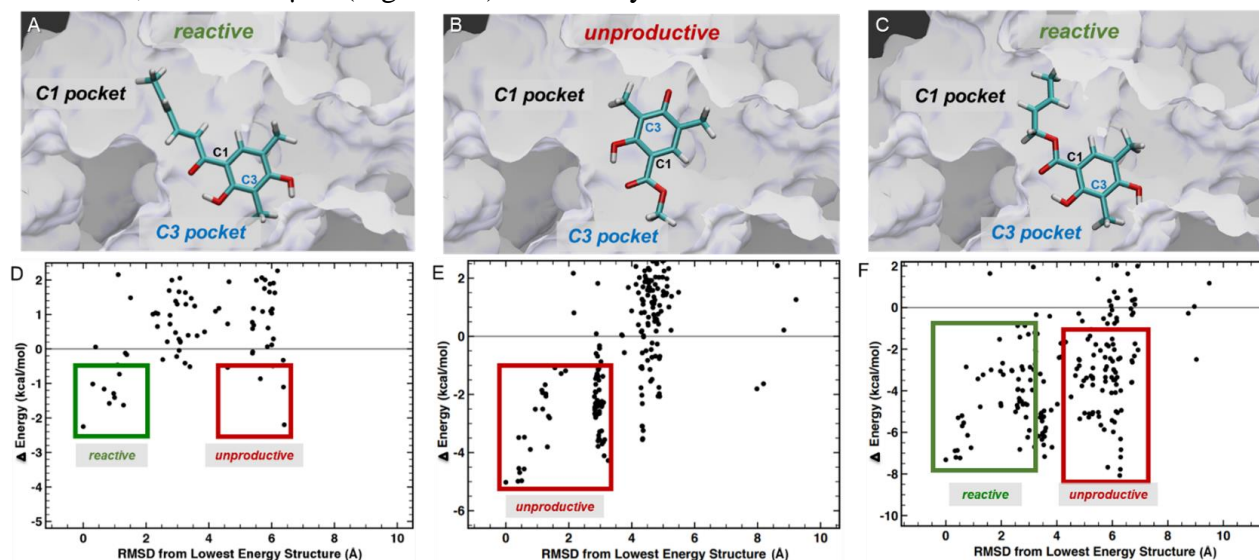 A
reactive
C1 pocket
C1
C3
C3 pocket
B
unproductive
C1 pocket
C3
C1
C3 pocket
C
reactive
C1 pocket
C1
C3
C3 pocket
D
2
1
0
-1
-2
-3
-4
-5
Δ Energy (kcal/mol)
reactive
unproductive
0 2 4 6 8 10
RMSD from Lowest Energy Structure (Å)
E
2
0
-2
-4
-6
Δ Energy (kcal/mol)
unproductive
0 2 4 6 8 10
RMSD from Lowest Energy Structure (Å)
F
2
0
-2
-4
-6
-8
-10
Δ Energy (kcal/mol)
reactive
unproductive
0 2 4 6 8 10
RMSD from Lowest Energy Structure (Å)